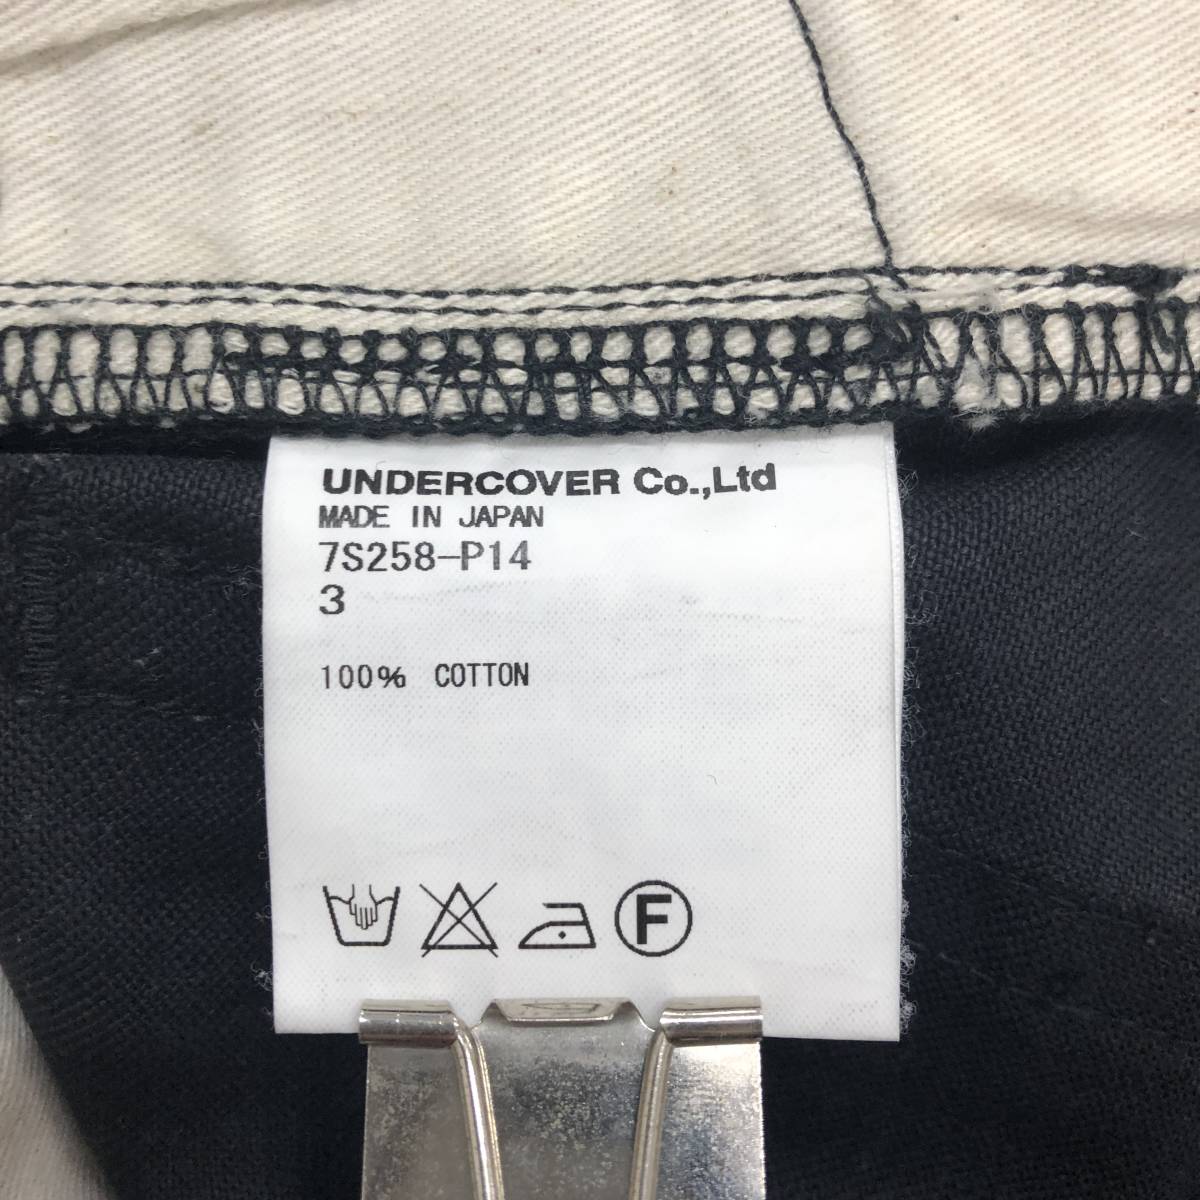 UNDERCOVER Co.,Ltd
MADE IN JAPAN
7S258-P14
3
100% COTTON
F